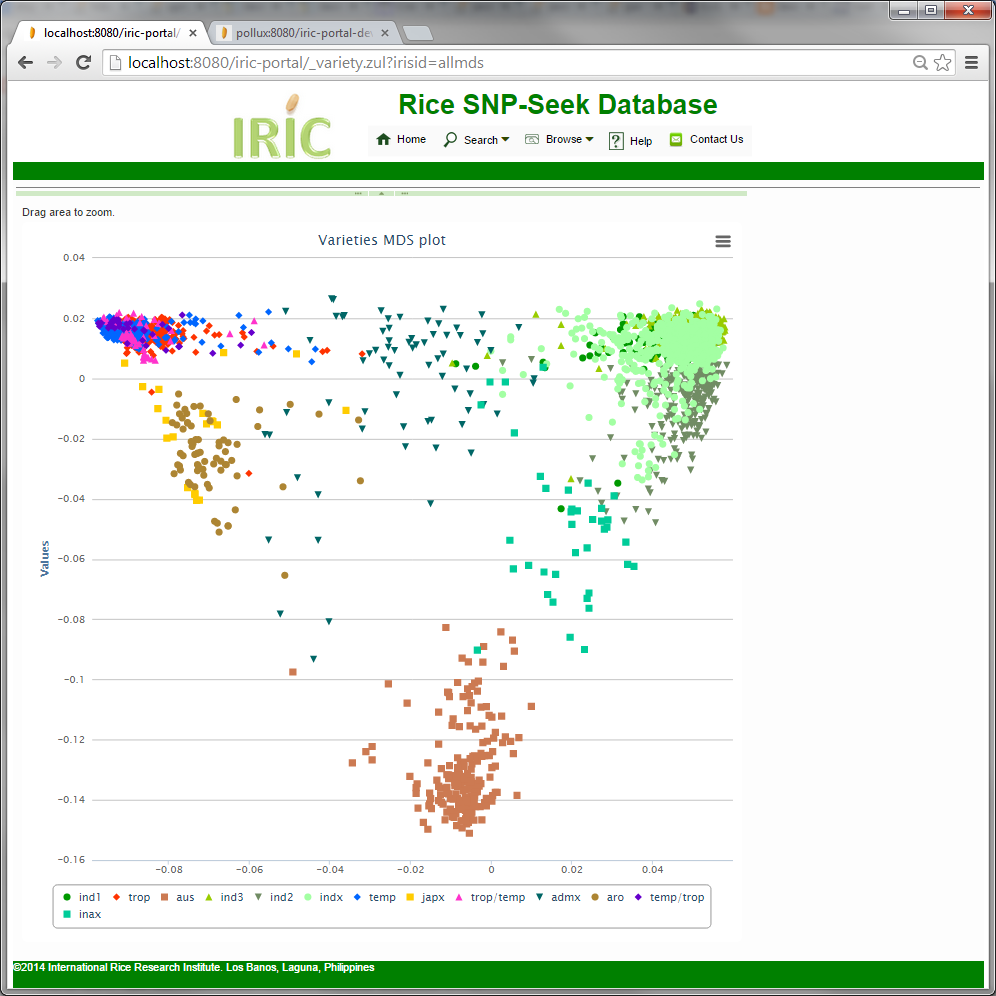 localhost:8080/iric-portal/
pollux:8080/iric-portal-de
localhost:8080/iric-portal/_variety.zul?irisid=allmds
IRIC
Rice SNP-Seek Database
Home Search Browse Help Contact Us
Drag area to zoom.
Varieties MDS plot
0.04
0.02
0
−0.02
−0.04
−0.06
−0.08
−0.1
−0.12
−0.14
−0.16
Values
−0.08 −0.06 −0.04 −0.02 0 0.02 0.04
ind1 trop aus ind3 ind2 indx temp japx trop/temp admx aro temp/trop
inax
©2014 International Rice Research Institute. Los Banos, Laguna, Philippines